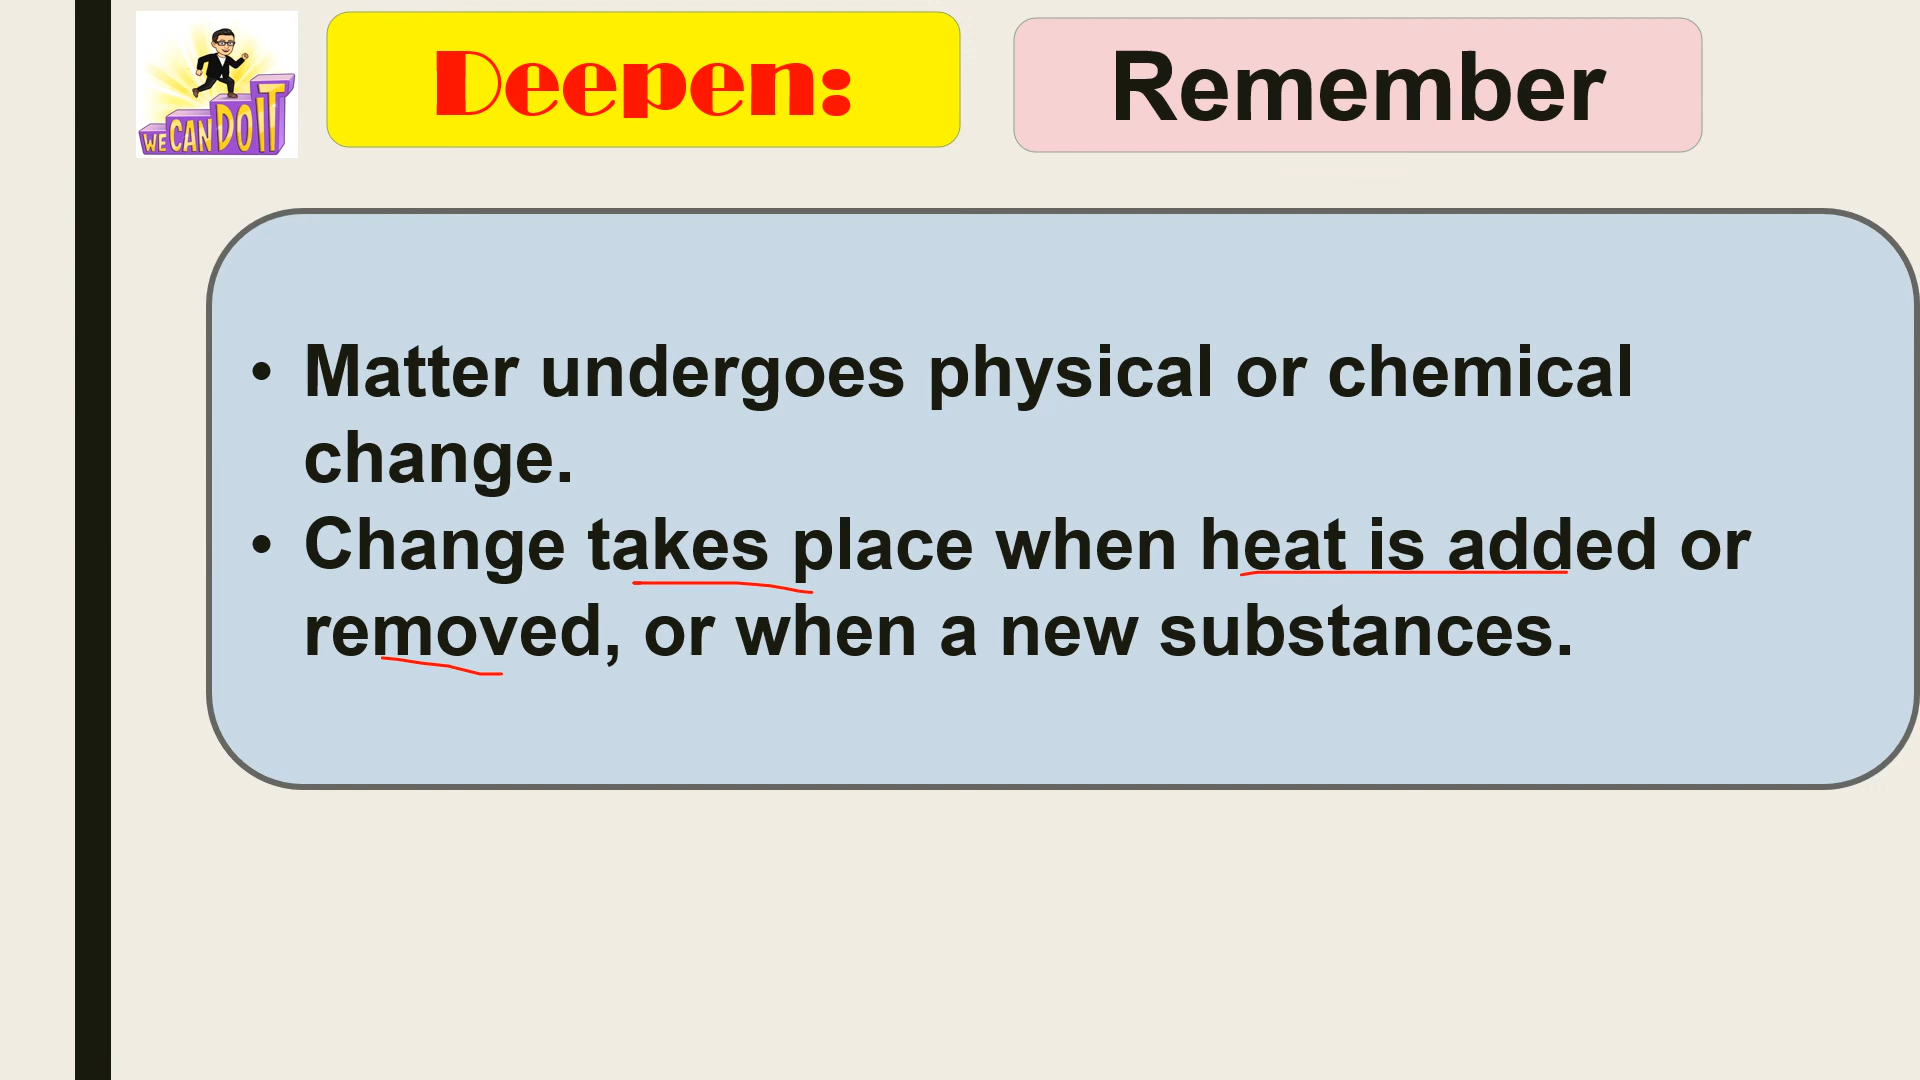 WE CAN DO IT
Deepen:
Remember
• Matter undergoes physical or chemical
change.
• Change takes place when heat is added or
removed, or when a new substances.